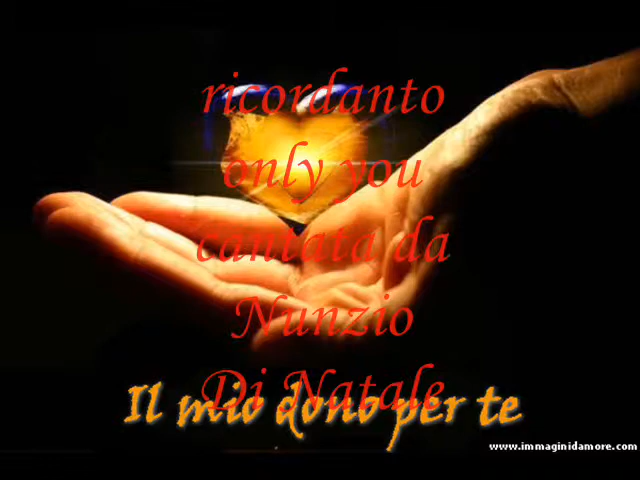 ricordanto
only you
cantata da
Nunzio
Di Natale
Il mio dono per te
www.immaginidamore.com